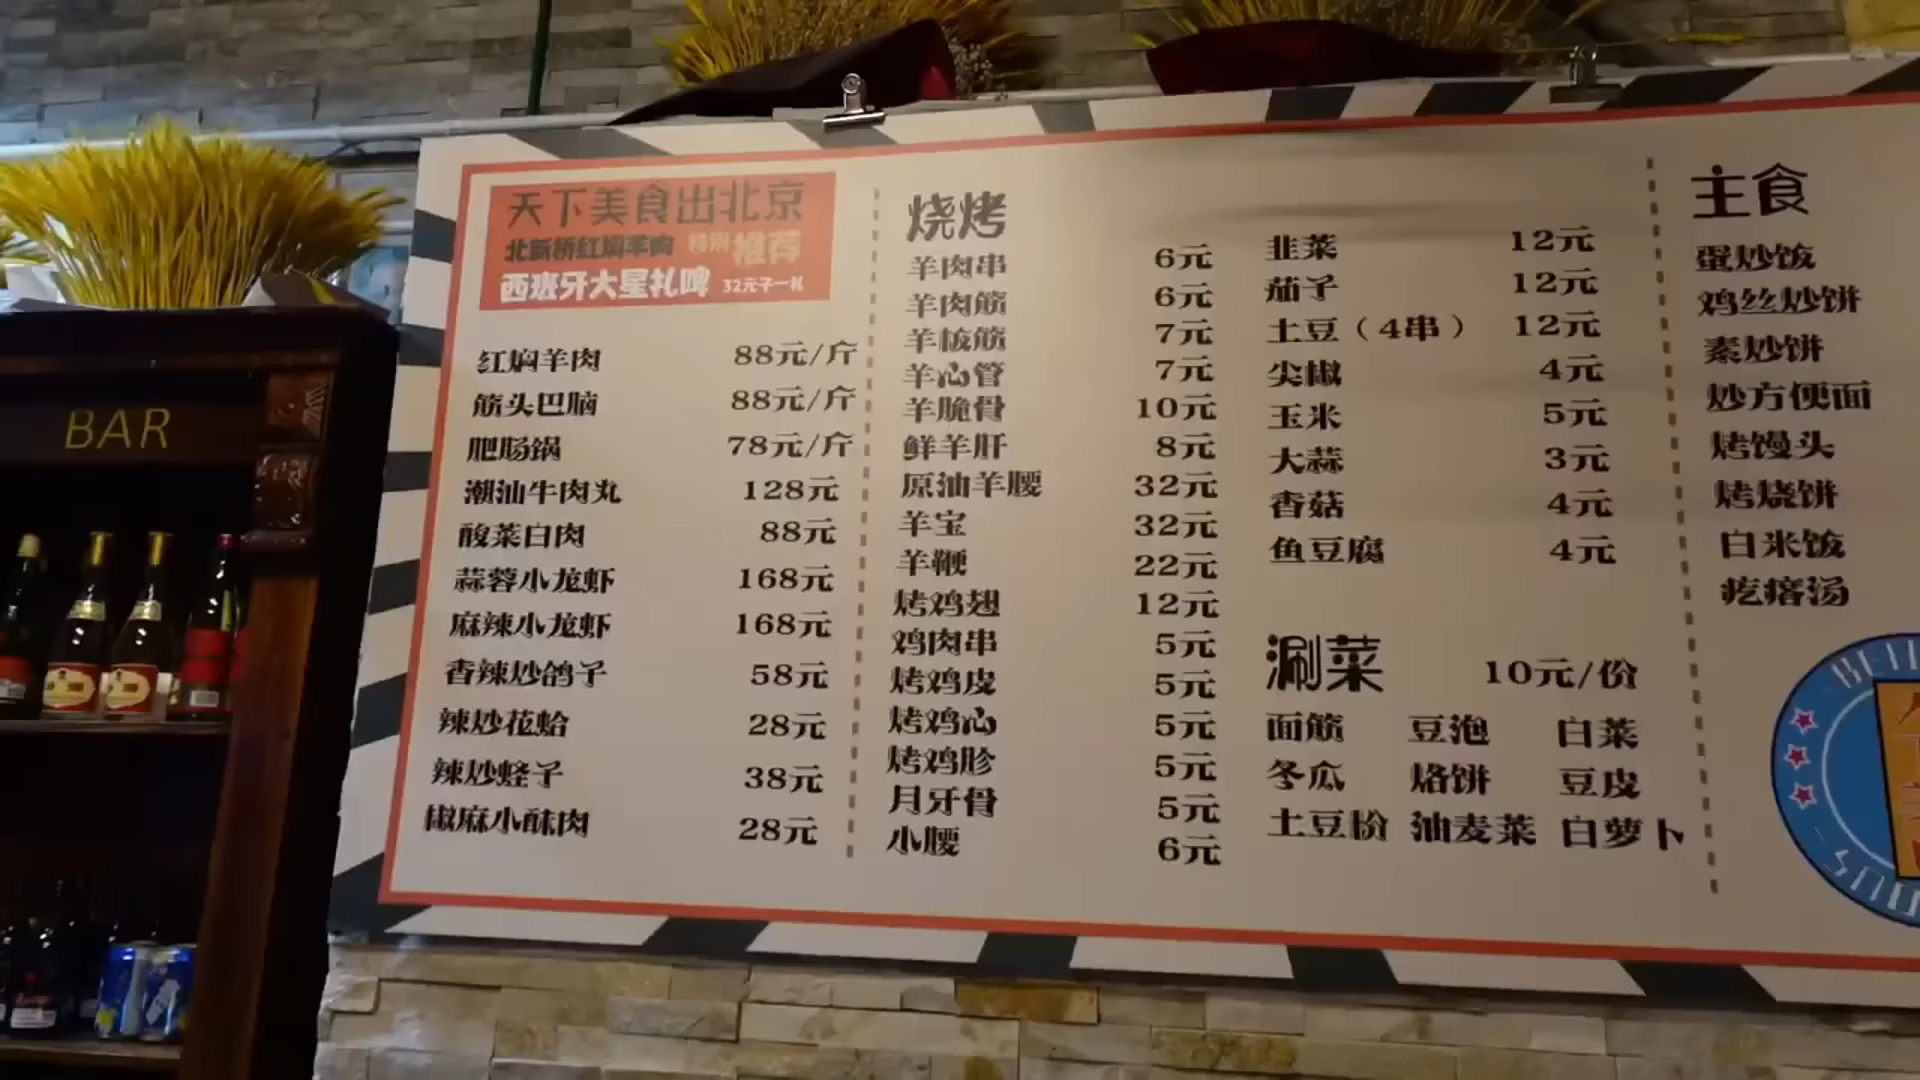 天下美食出北京
北新桥红焖羊肉 特别推荐
西班牙大星扎啤 32元子一扎
红焖羊肉 88元/斤
筋头巴脑 88元/斤
肥肠锅 78元/斤
潮汕牛肉丸 128元
酸菜白肉 88元
蒜蓉小龙虾 168元
麻辣小龙虾 168元
香辣炒鸽子 58元
辣炒花蛤 28元
辣炒蛏子 38元
椒麻小酥肉 28元
烧烤
羊肉串 6元
羊肉筋 6元
羊板筋 7元
羊心管 7元
羊脆骨 10元
鲜羊肝 8元
原油羊腰 32元
羊宝 32元
羊鞭 22元
烤鸡翅 12元
鸡肉串 5元
烤鸡皮 5元
烤鸡心 5元
烤鸡胗 5元
月牙骨 5元
小腰 6元
韭菜 12元
茄子 12元
土豆（4串） 12元
尖椒 4元
玉米 5元
大蒜 3元
香菇 4元
鱼豆腐 4元
涮菜 10元/份
面筋 豆泡 白菜
冬瓜 烙饼 豆皮
土豆粉 油麦菜 白萝卜
主食
蛋炒饭
鸡丝炒饼
素炒饼
炒方便面
烤馒头
烤烧饼
白米饭
疙瘩汤
BAR